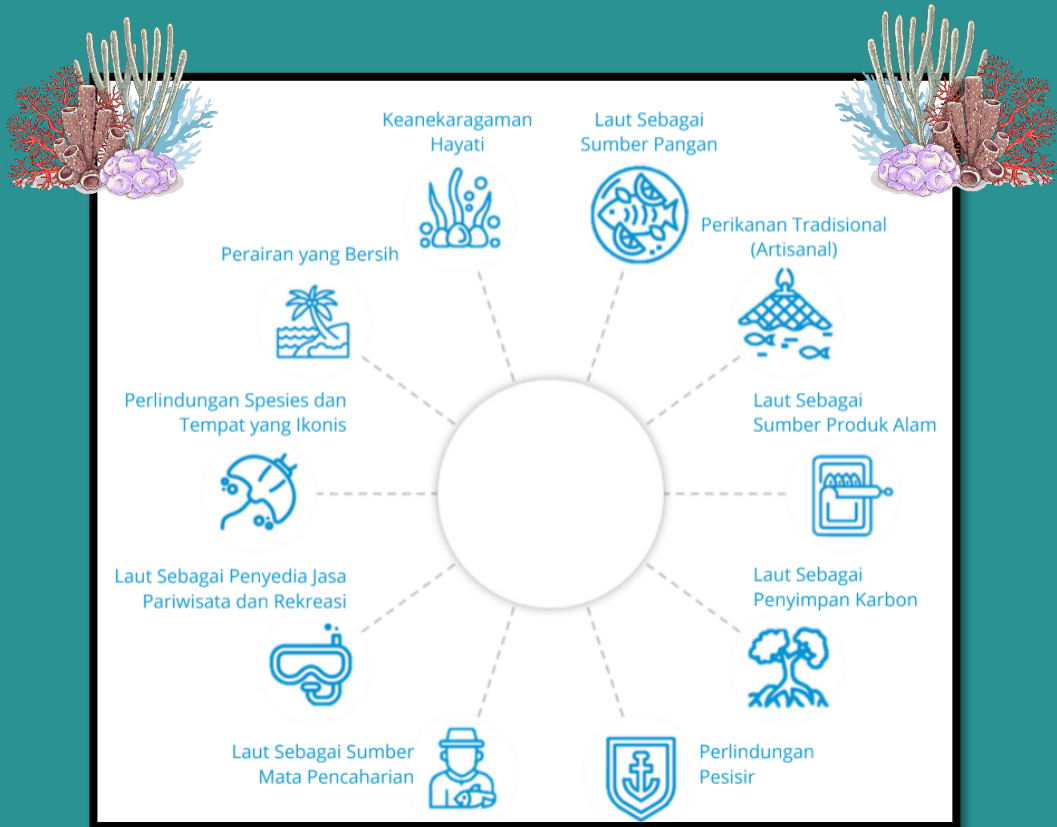 Keanekaragaman
Hayati
Laut Sebagai
Sumber Pangan
Perikanan Tradisional
(Artisanal)
Perairan yang Bersih
Perlindungan Spesies dan
Tempat yang Ikonis
Laut Sebagai
Sumber Produk Alam
Laut Sebagai Penyedia Jasa
Pariwisata dan Rekreasi
Laut Sebagai
Penyimpan Karbon
Laut Sebagai Sumber
Mata Pencaharian
Perlindungan
Pesisir